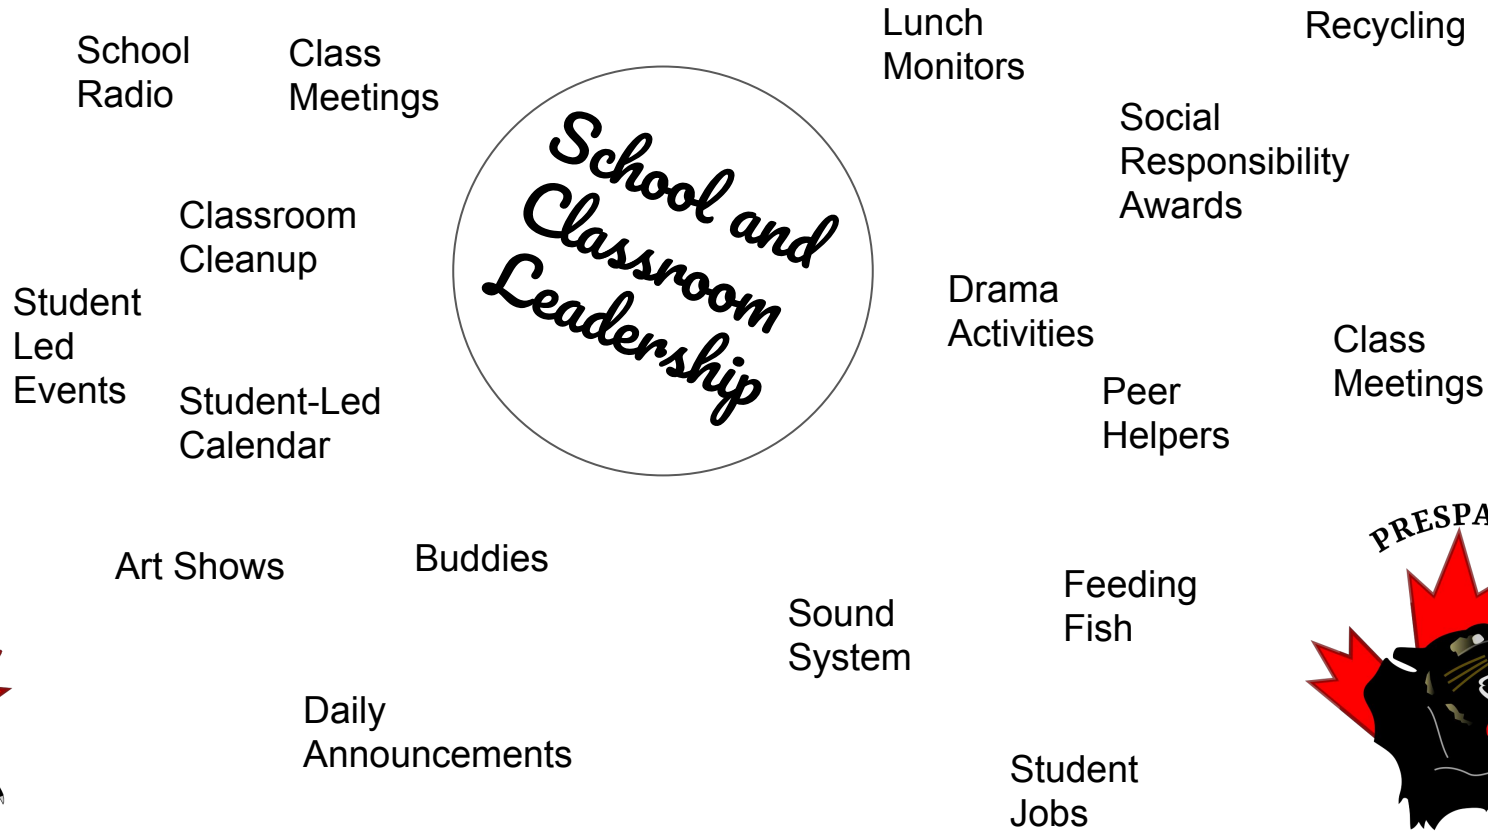 School
Radio
Class
Meetings
School and
Classroom
Leadership
Lunch
Monitors
Recycling
Social
Responsibility
Awards
Classroom
Cleanup
Student
Led
Events
Student-Led
Calendar
Drama
Activities
Peer
Helpers
Class
Meetings
Art Shows
Buddies
Sound
System
Feeding
Fish
Daily
Announcements
Student
Jobs